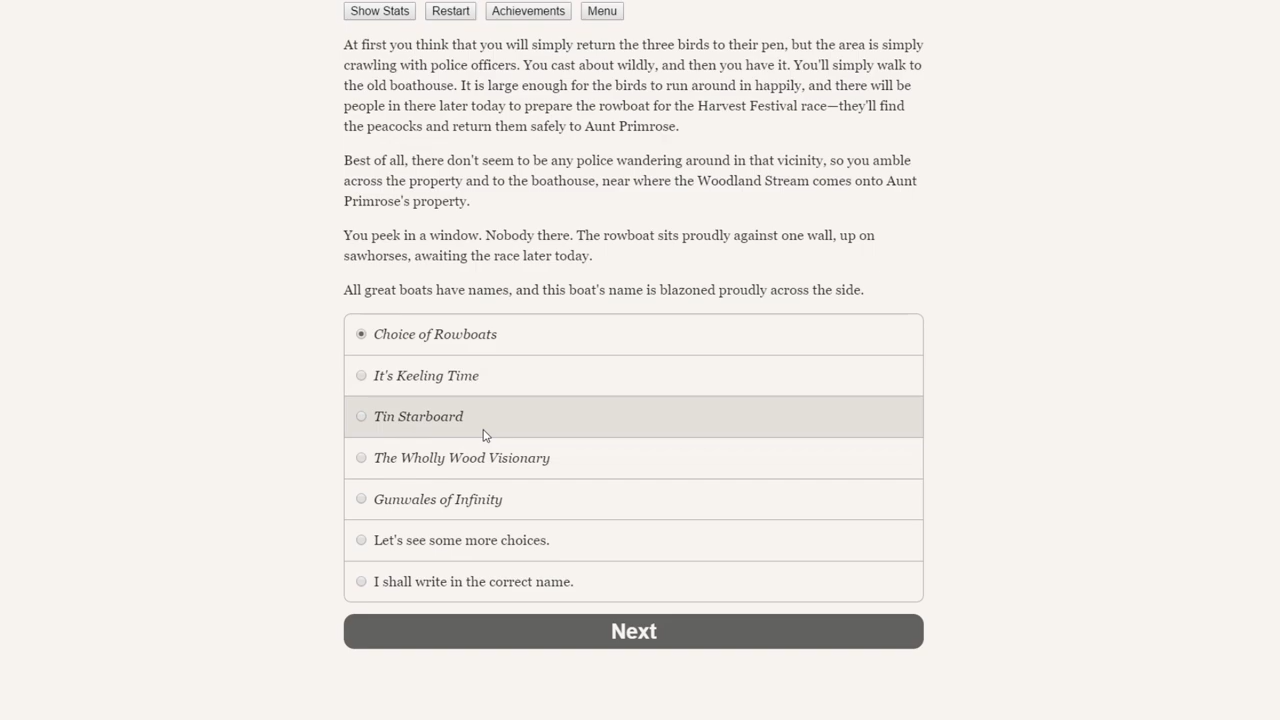 Show Stats Restart Achievements Menu
At first you think that you will simply return the three birds to their pen, but the area is simply
crawling with police officers. You cast about wildly, and then you have it. You'll simply walk to
the old boathouse. It is large enough for the birds to run around in happily, and there will be
people in there later today to prepare the rowboat for the Harvest Festival race—they'll find
the peacocks and return them safely to Aunt Primrose.
Best of all, there don't seem to be any police wandering around in that vicinity, so you amble
across the property and to the boathouse, near where the Woodland Stream comes onto Aunt
Primrose's property.
You peek in a window. Nobody there. The rowboat sits proudly against one wall, up on
sawhorses, awaiting the race later today.
All great boats have names, and this boat's name is blazoned proudly across the side.
Choice of Rowboats
It's Keeling Time
Tin Starboard
The Wholly Wood Visionary
Gunwales of Infinity
Let's see some more choices.
I shall write in the correct name.
Next